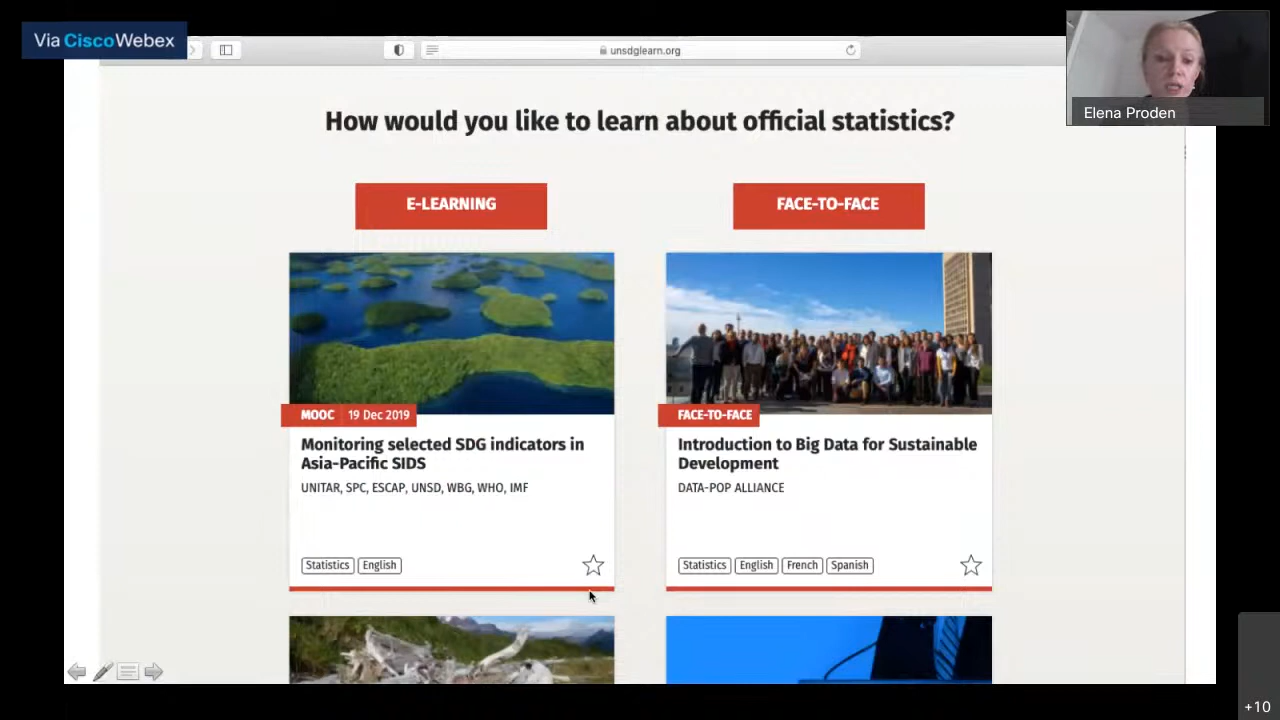 Via CiscoWebex
unsdglearn.org
Elena Proden
How would you like to learn about official statistics?
E-LEARNING
FACE-TO-FACE
MOOC 19 Dec 2019
Monitoring selected SDG indicators in
Asia-Pacific SIDS
UNITAR, SPC, ESCAP, UNSD, WBG, WHO, IMF
Statistics English
FACE-TO-FACE
Introduction to Big Data for Sustainable
Development
DATA-POP ALLIANCE
Statistics English French Spanish
+10